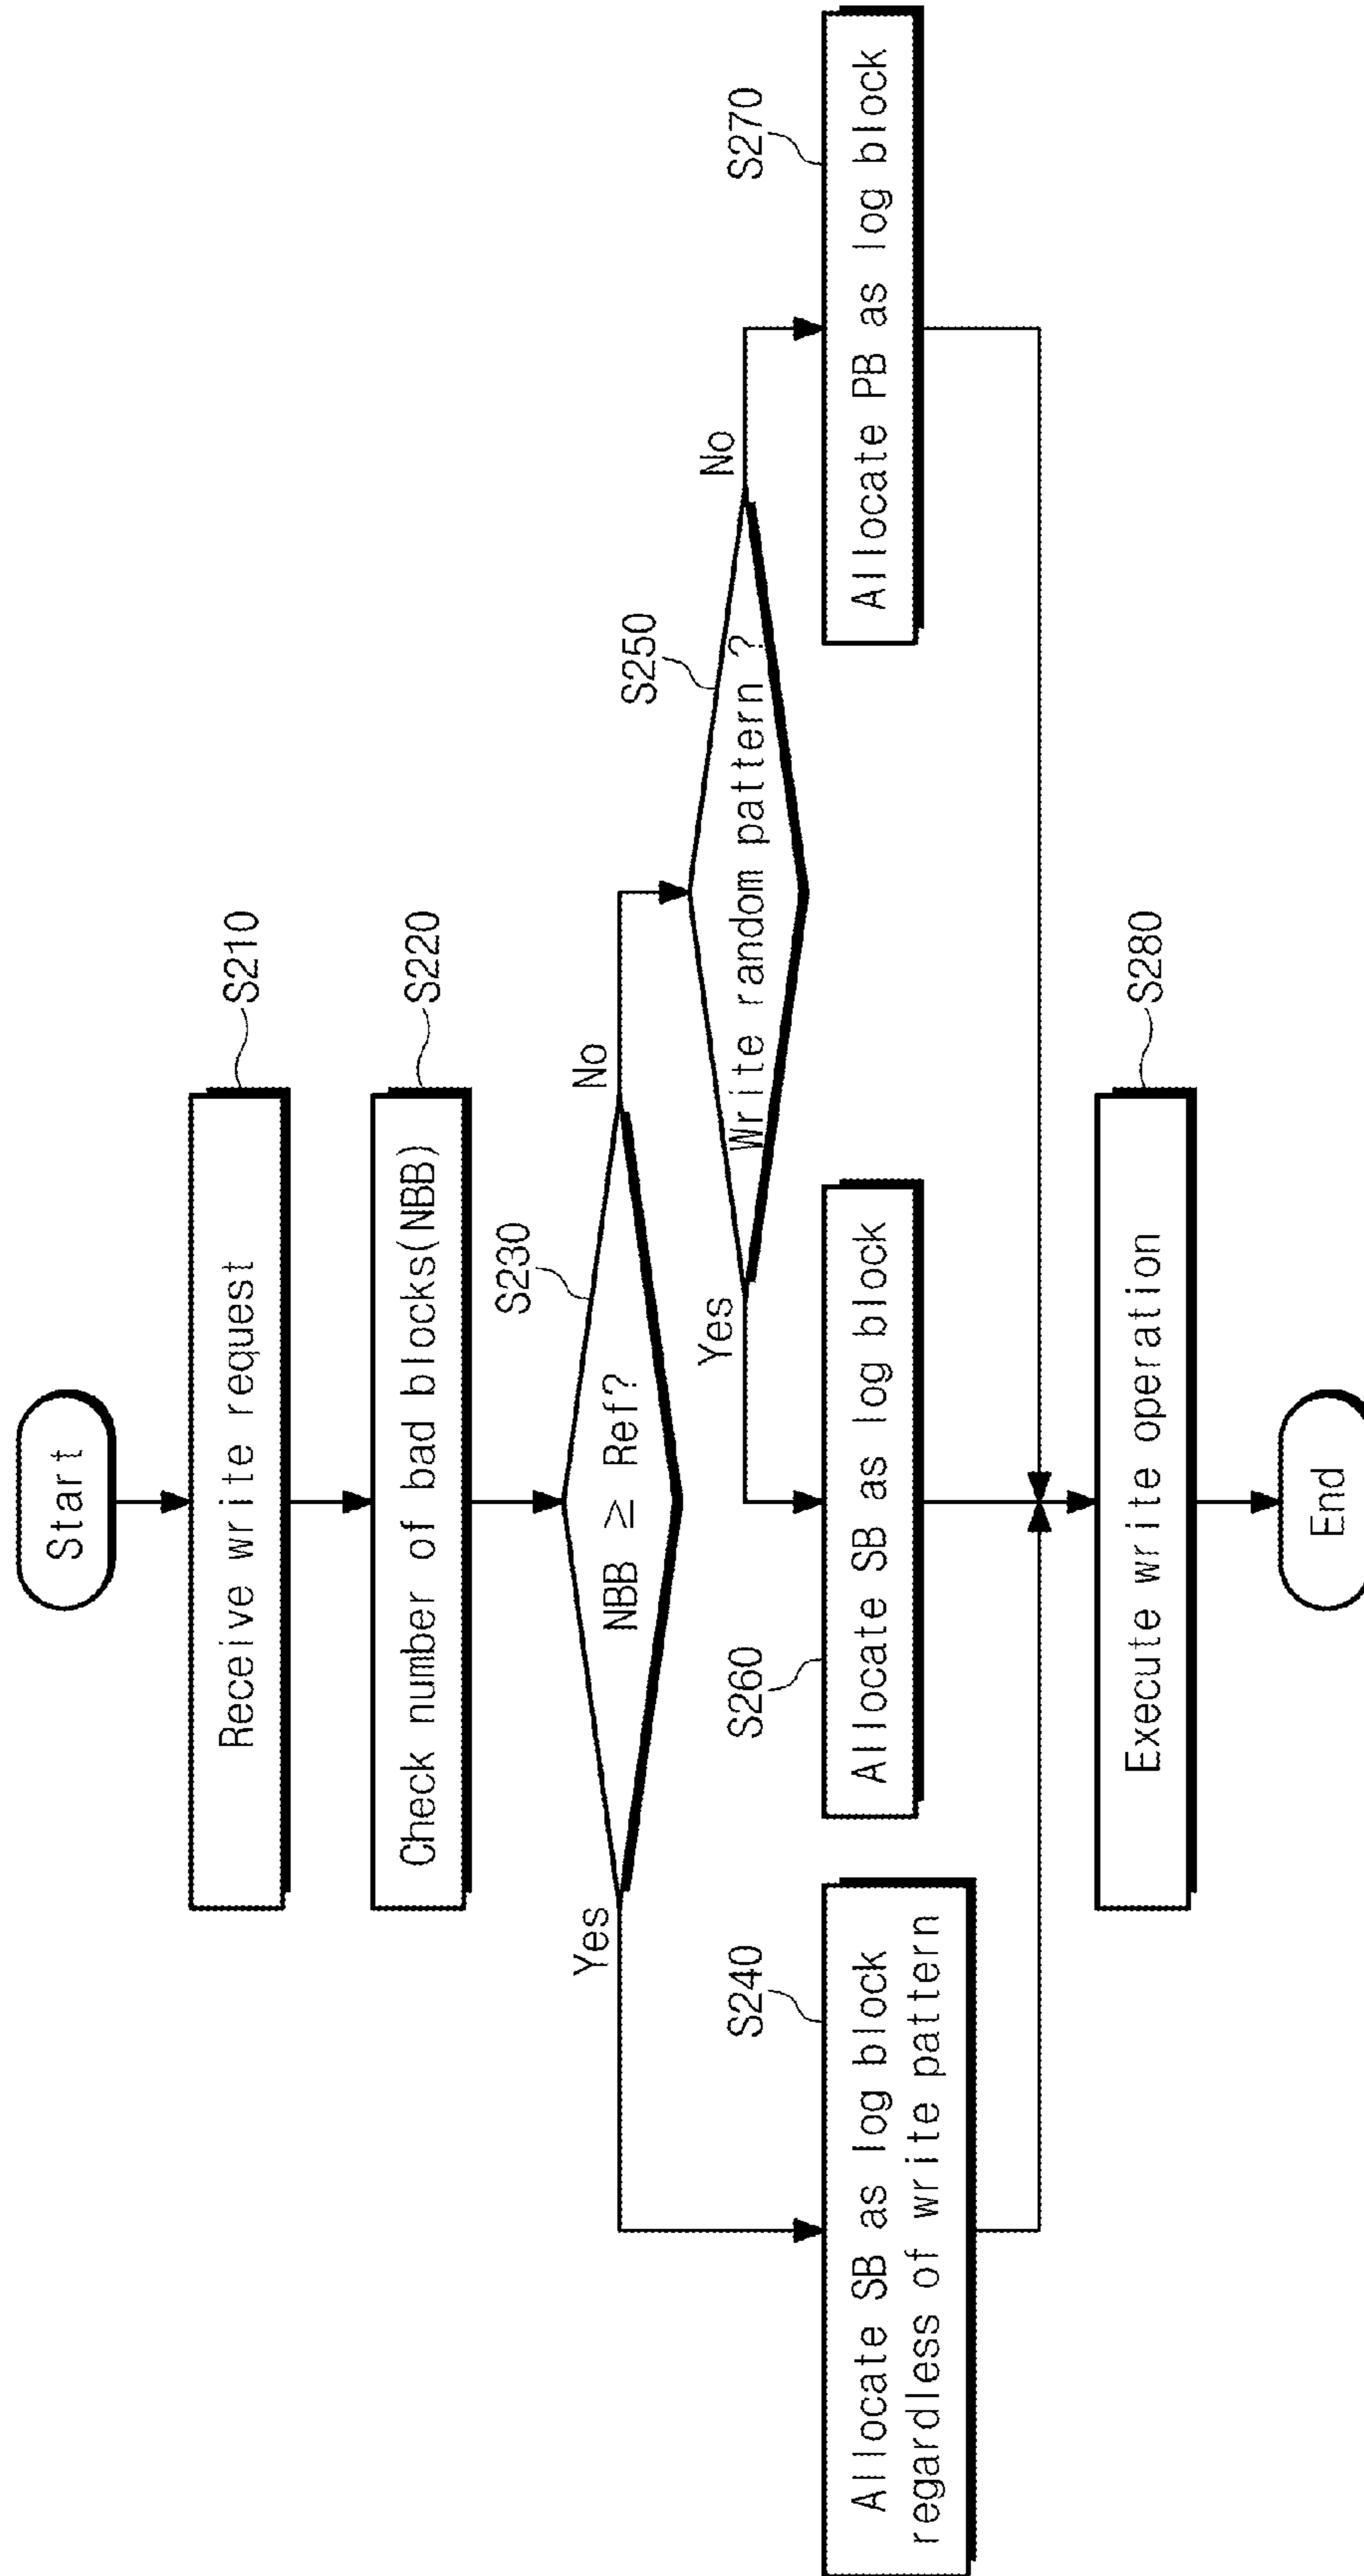 Start
Receive write request
S210
Check number of bad blocks(NBB)
S220
S230
NBB ≥ Ref?
Yes
No
S250
Write random pattern ?
Yes
No
S240
Allocate SB as log block
regardless of write pattern
S260
Allocate SB as log block
S270
Allocate PB as log block
Execute write operation
S280
End